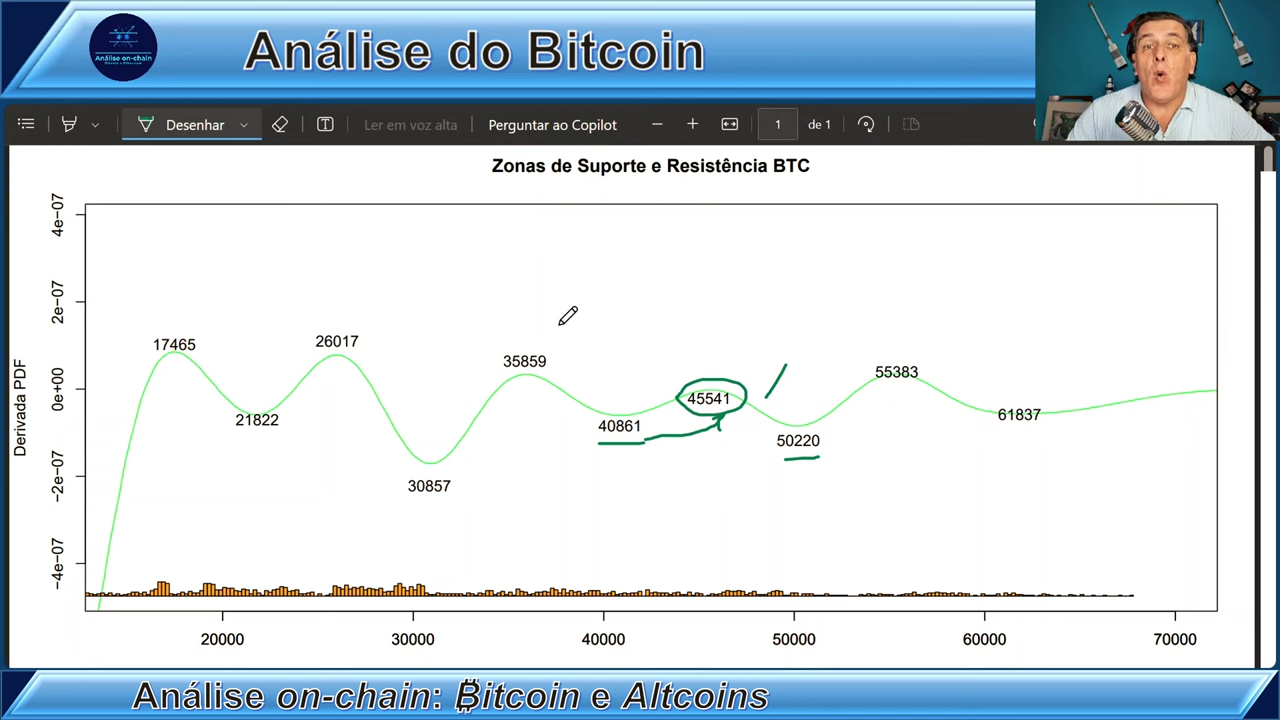 Análise do Bitcoin
Análise on-chain
Desenhar
Ler em voz alta
Perguntar ao Copilot
1
de 1
Zonas de Suporte e Resistência BTC
Derivada PDF
4e-07
2e-07
0e+00
−2e-07
−4e-07
17465
21822
26017
30857
35859
40861
45541
50220
55383
61837
20000
30000
40000
50000
60000
70000
Análise on-chain: ₿itcoin e Altcoins